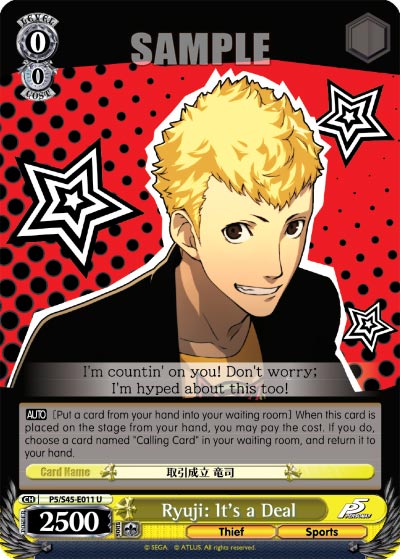 LEVEL
0
SAMPLE
0
COST
I'm countin' on you! Don't worry;
I'm hyped about this too!
AUTO [Put a card from your hand into your waiting room] When this card is
placed on the stage from your hand, you may pay the cost. If you do,
choose a card named "Calling Card" in your waiting room, and return it to
your hand.
Card Name 取引成立 竜司
CH P5/S45-E011 U
Ryuji: It's a Deal
P5
2500
Thief
Sports
© SEGA. © ATLUS. All rights reserved.